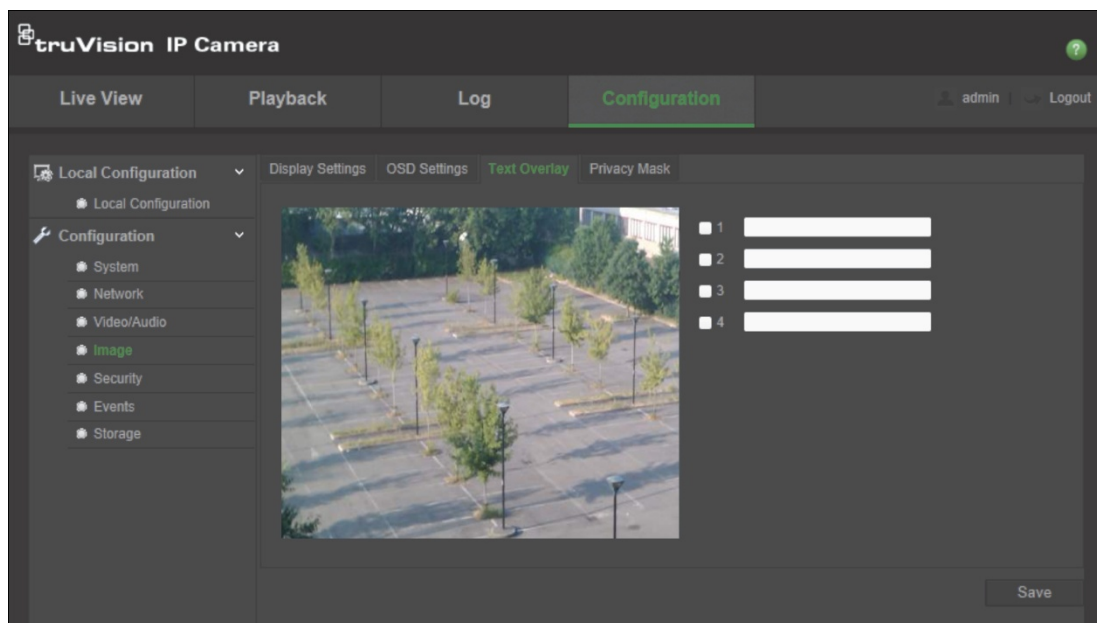 truVision IP Camera
?
Live View Playback Log Configuration admin | Logout
Local Configuration
Local Configuration
Configuration
System
Network
Video/Audio
Image
Security
Events
Storage
Display Settings OSD Settings Text Overlay Privacy Mask
1
2
3
4
Save